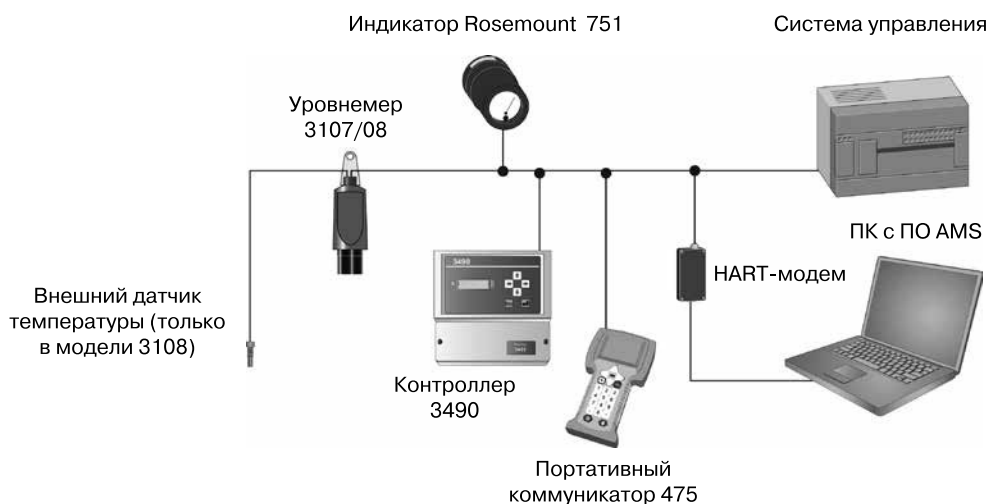 Индикатор Rosemount 751
Система управления
Уровнемер
3107/08
ПК с ПО AMS
HART-модем
3490
Внешний датчик
температуры (только
в модели 3108)
Контроллер
3490
Портативный
коммуникатор 475